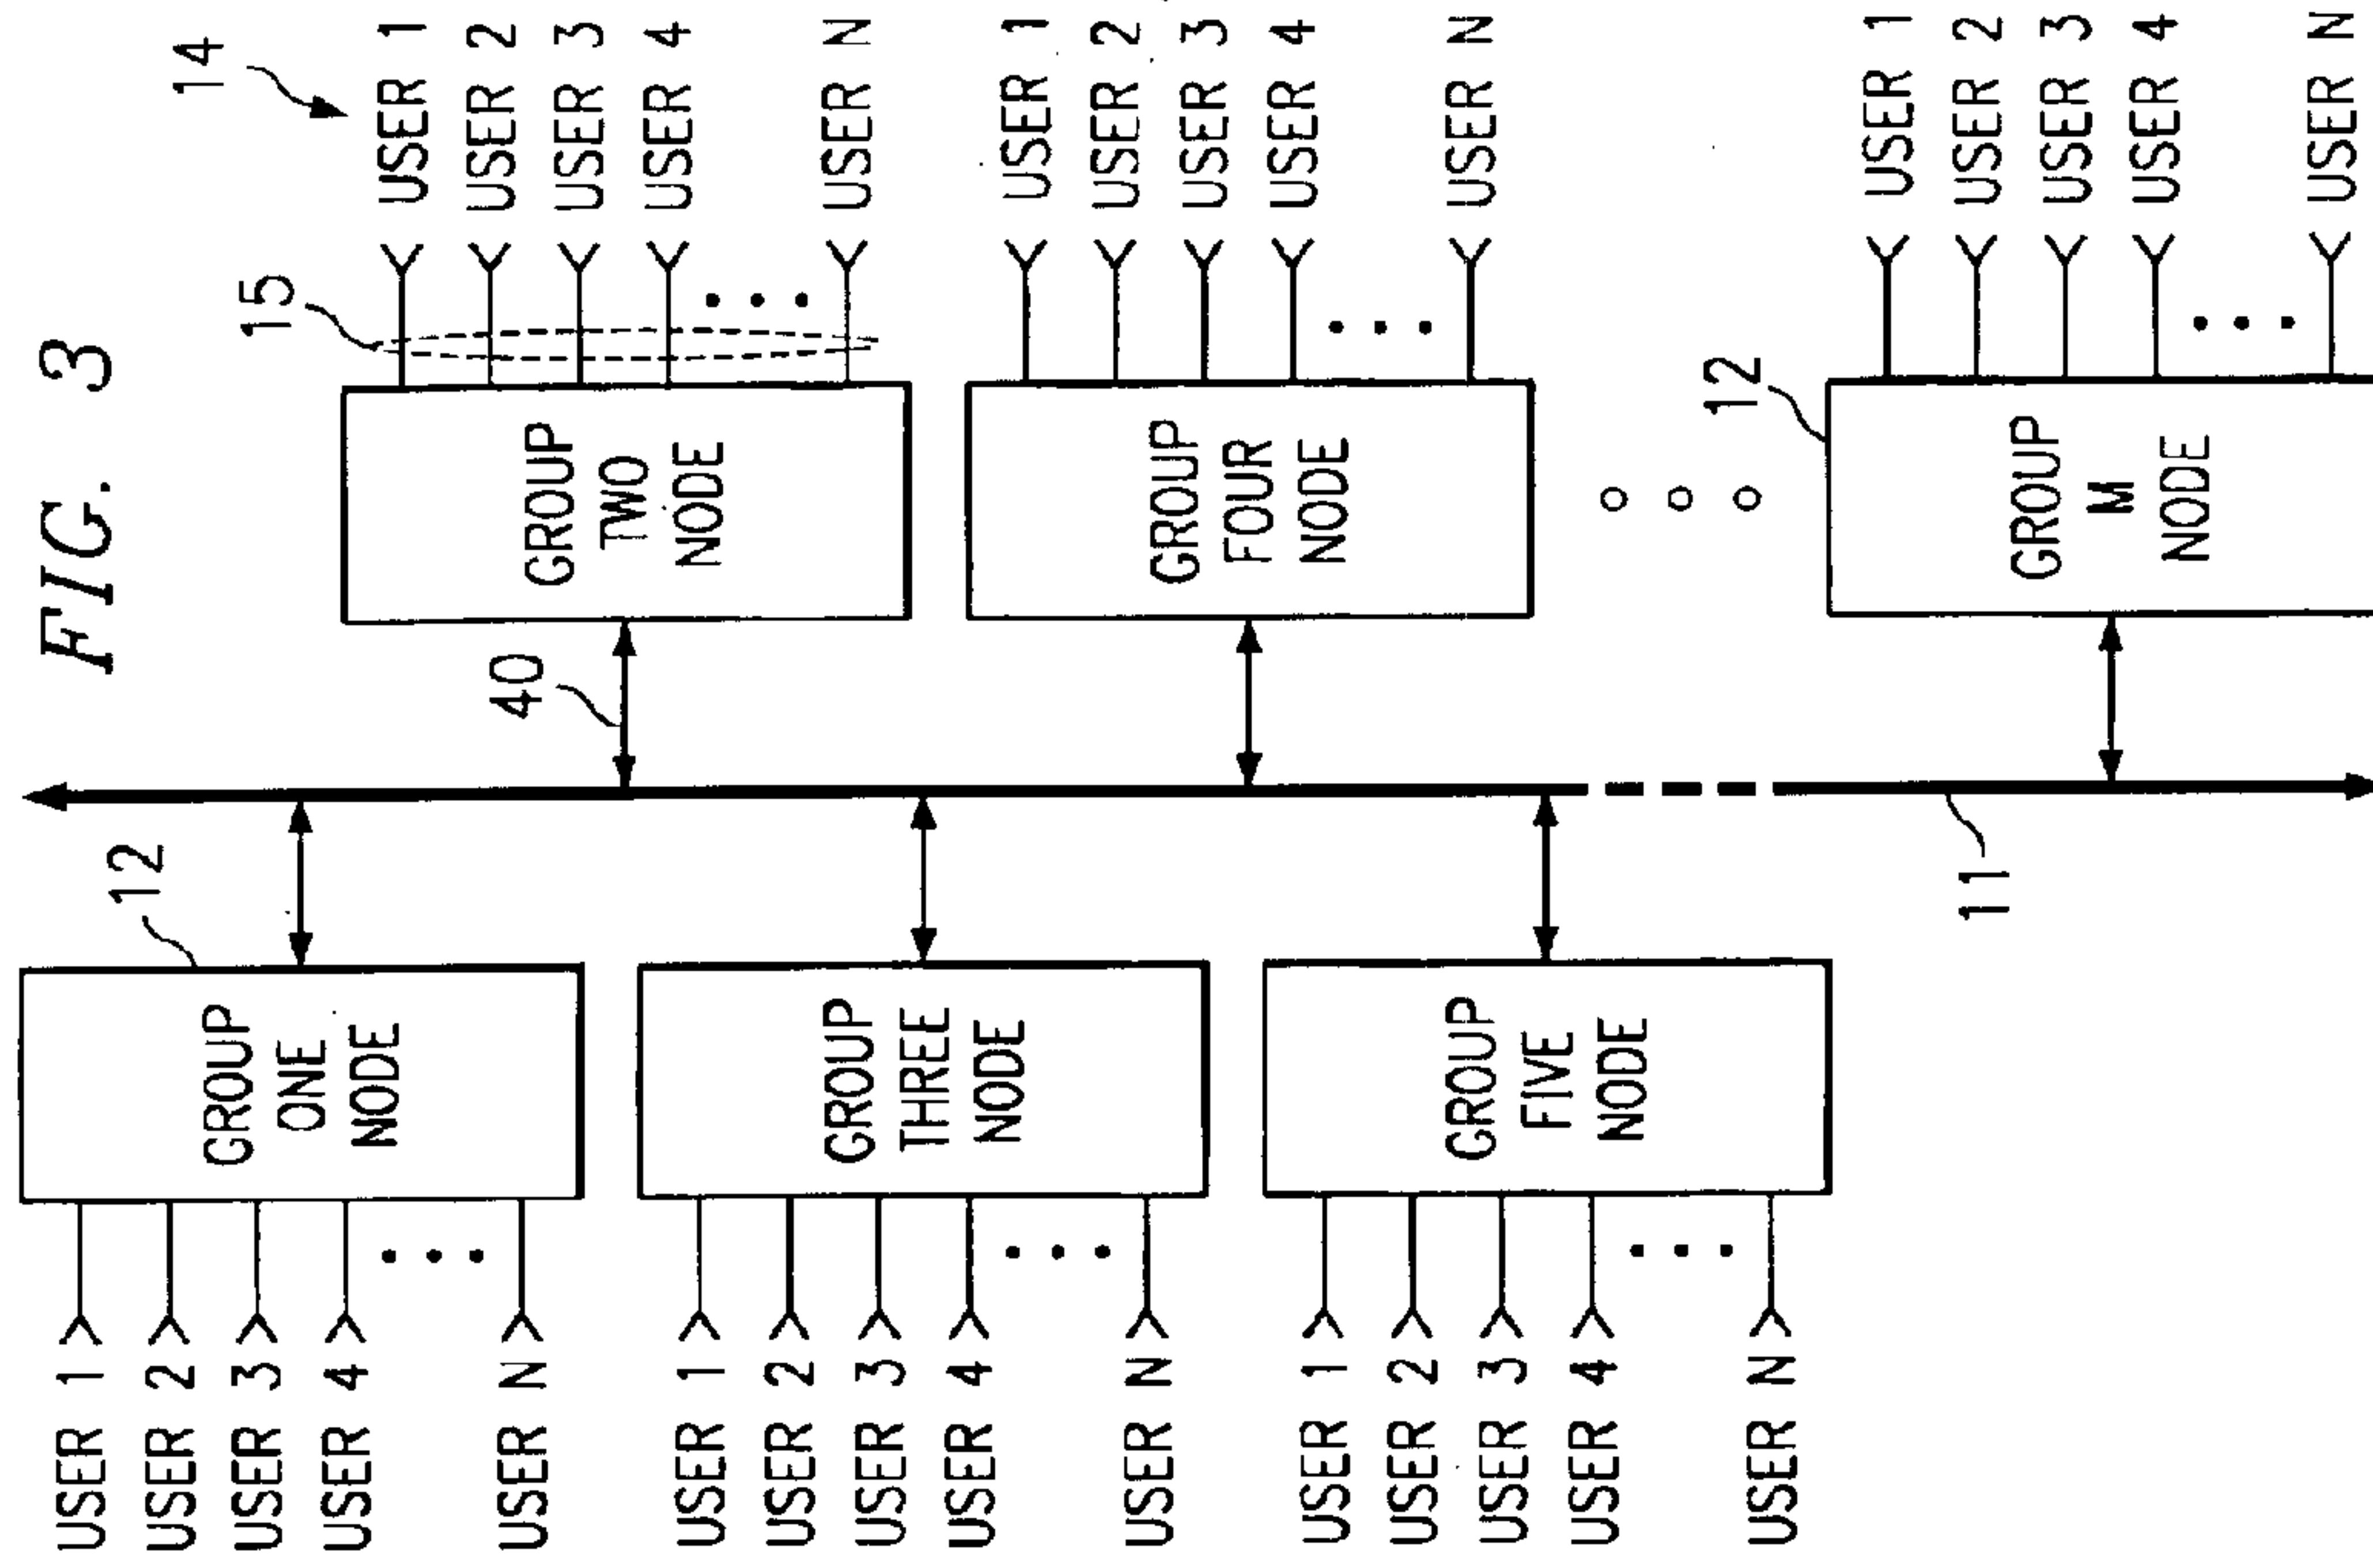 FIG. 3
14
15
USER 1
USER 2
USER 3
USER 4
USER N
GROUP
TWO
NODE
40
USER 1
USER 2
USER 3
USER 4
USER N
GROUP
FOUR
NODE
12
USER 1
USER 2
USER 3
USER 4
USER N
GROUP
M
NODE
11
12
GROUP
ONE
NODE
USER 1
USER 2
USER 3
USER 4
USER N
GROUP
THREE
NODE
USER 1
USER 2
USER 3
USER 4
USER N
GROUP
FIVE
NODE
USER 1
USER 2
USER 3
USER 4
USER N